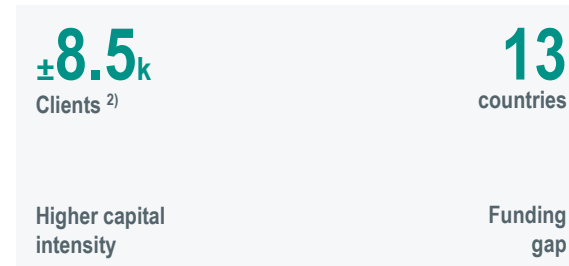 ±8.5k
Clients 2)
13
countries
Higher capital
intensity
Funding
gap